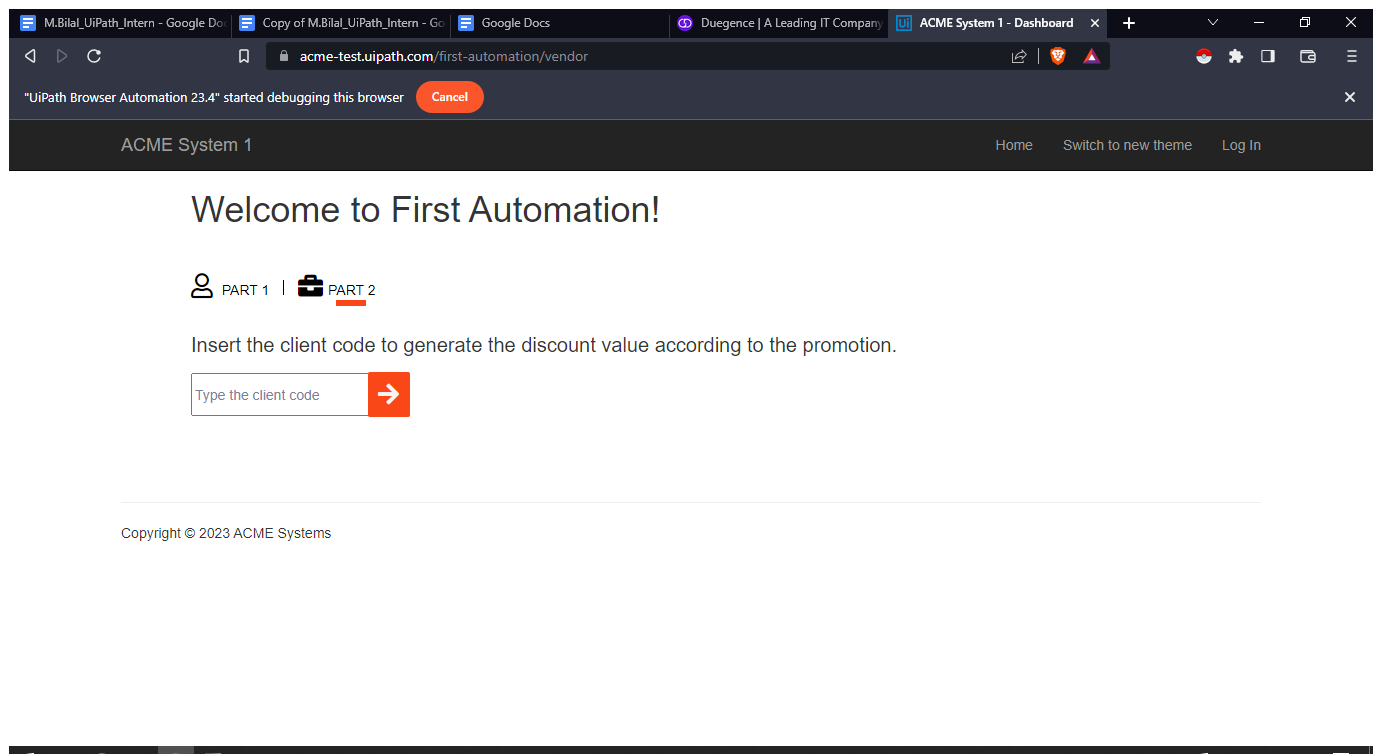 M.Bilal_UiPath_Intern - Google Do
Copy of M.Bilal_UiPath_Intern - Go
Google Docs
Duegence | A Leading IT Company
Ui
ACME System 1 - Dashboard
acme-test.uipath.com/first-automation/vendor
"UiPath Browser Automation 23.4" started debugging this browser
Cancel
ACME System 1
Home
Switch to new theme
Log In
Welcome to First Automation!
PART 1 | PART 2
Insert the client code to generate the discount value according to the promotion.
Type the client code
Copyright © 2023 ACME Systems